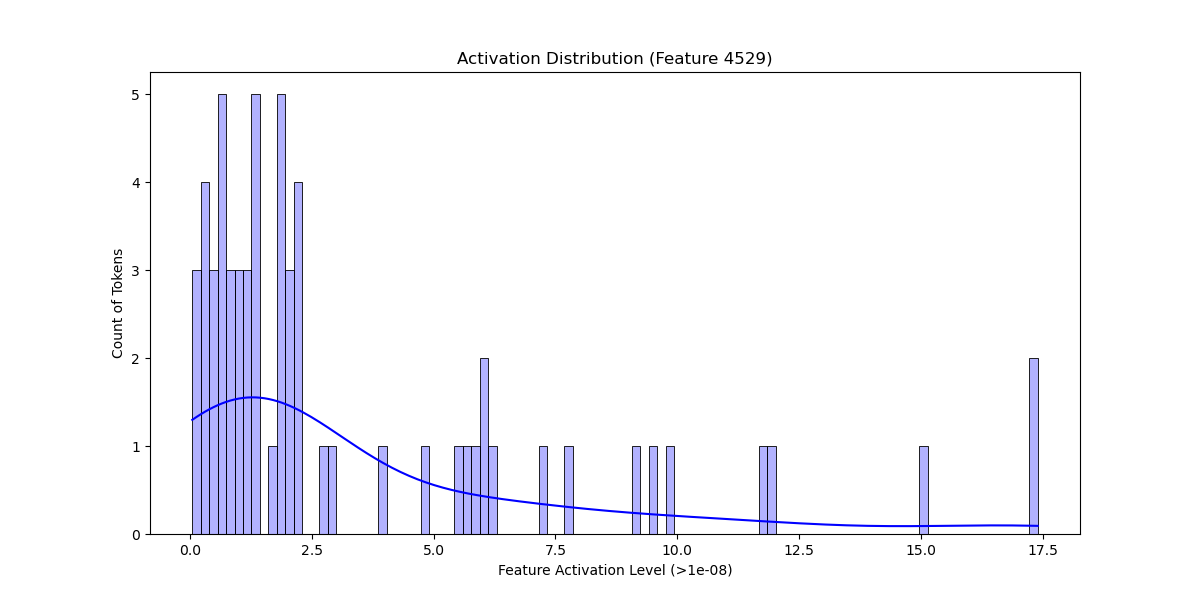 Activation Distribution (Feature 4529)
Count of Tokens
5
4
3
2
1
0
0.0 2.5 5.0 7.5 10.0 12.5 15.0 17.5
Feature Activation Level (>1e-08)